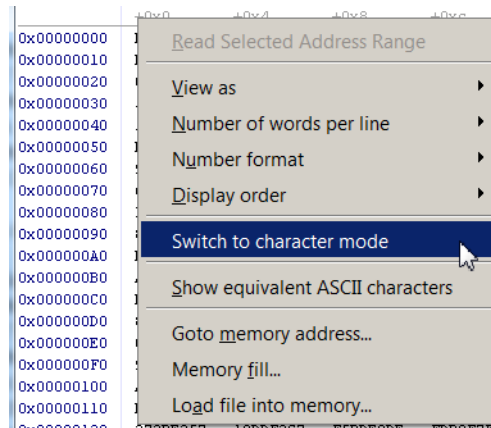 +0x0 +0x4 +0x8 +0xc
0x00000000
Read Selected Address Range
0x00000010
0x00000020
View as
0x00000030
Number of words per line
0x00000040
0x00000050
Number format
0x00000060
0x00000070
Display order
0x00000080
0x00000090
Switch to character mode
0x000000A0
0x000000B0
Show equivalent ASCII characters
0x000000C0
0x000000D0
Goto memory address...
0x000000E0
0x000000F0
Memory fill...
0x00000100
0x00000110
Load file into memory...